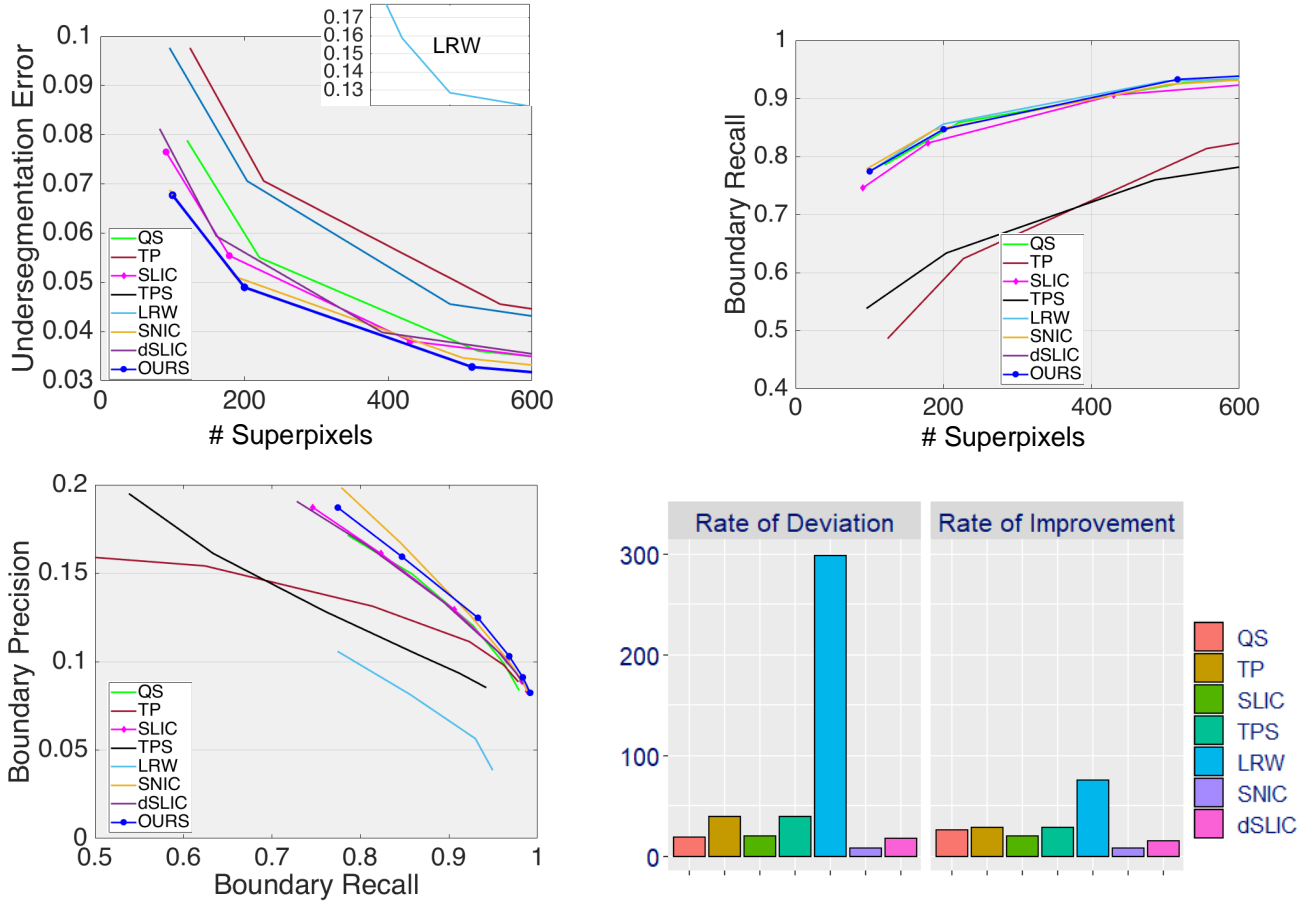 Undersegmentation Error
0.1
0.09
0.08
0.07
0.06
0.05
0.04
0.03
0.17
0.16
0.15
0.14
0.13
LRW
QS
TP
SLIC
TPS
LRW
SNIC
dSLIC
OURS
0 200 400 600
# Superpixels
Boundary Recall
1
0.9
0.8
0.7
0.6
0.5
0.4
QS
TP
SLIC
TPS
LRW
SNIC
dSLIC
OURS
0 200 400 600
# Superpixels
Boundary Precision
0.2
0.15
0.1
0.05
0
QS
TP
SLIC
TPS
LRW
SNIC
dSLIC
OURS
0.5 0.6 0.7 0.8 0.9 1
Boundary Recall
Rate of Deviation Rate of Improvement
300
200
100
0
QS
TP
SLIC
TPS
LRW
SNIC
dSLIC